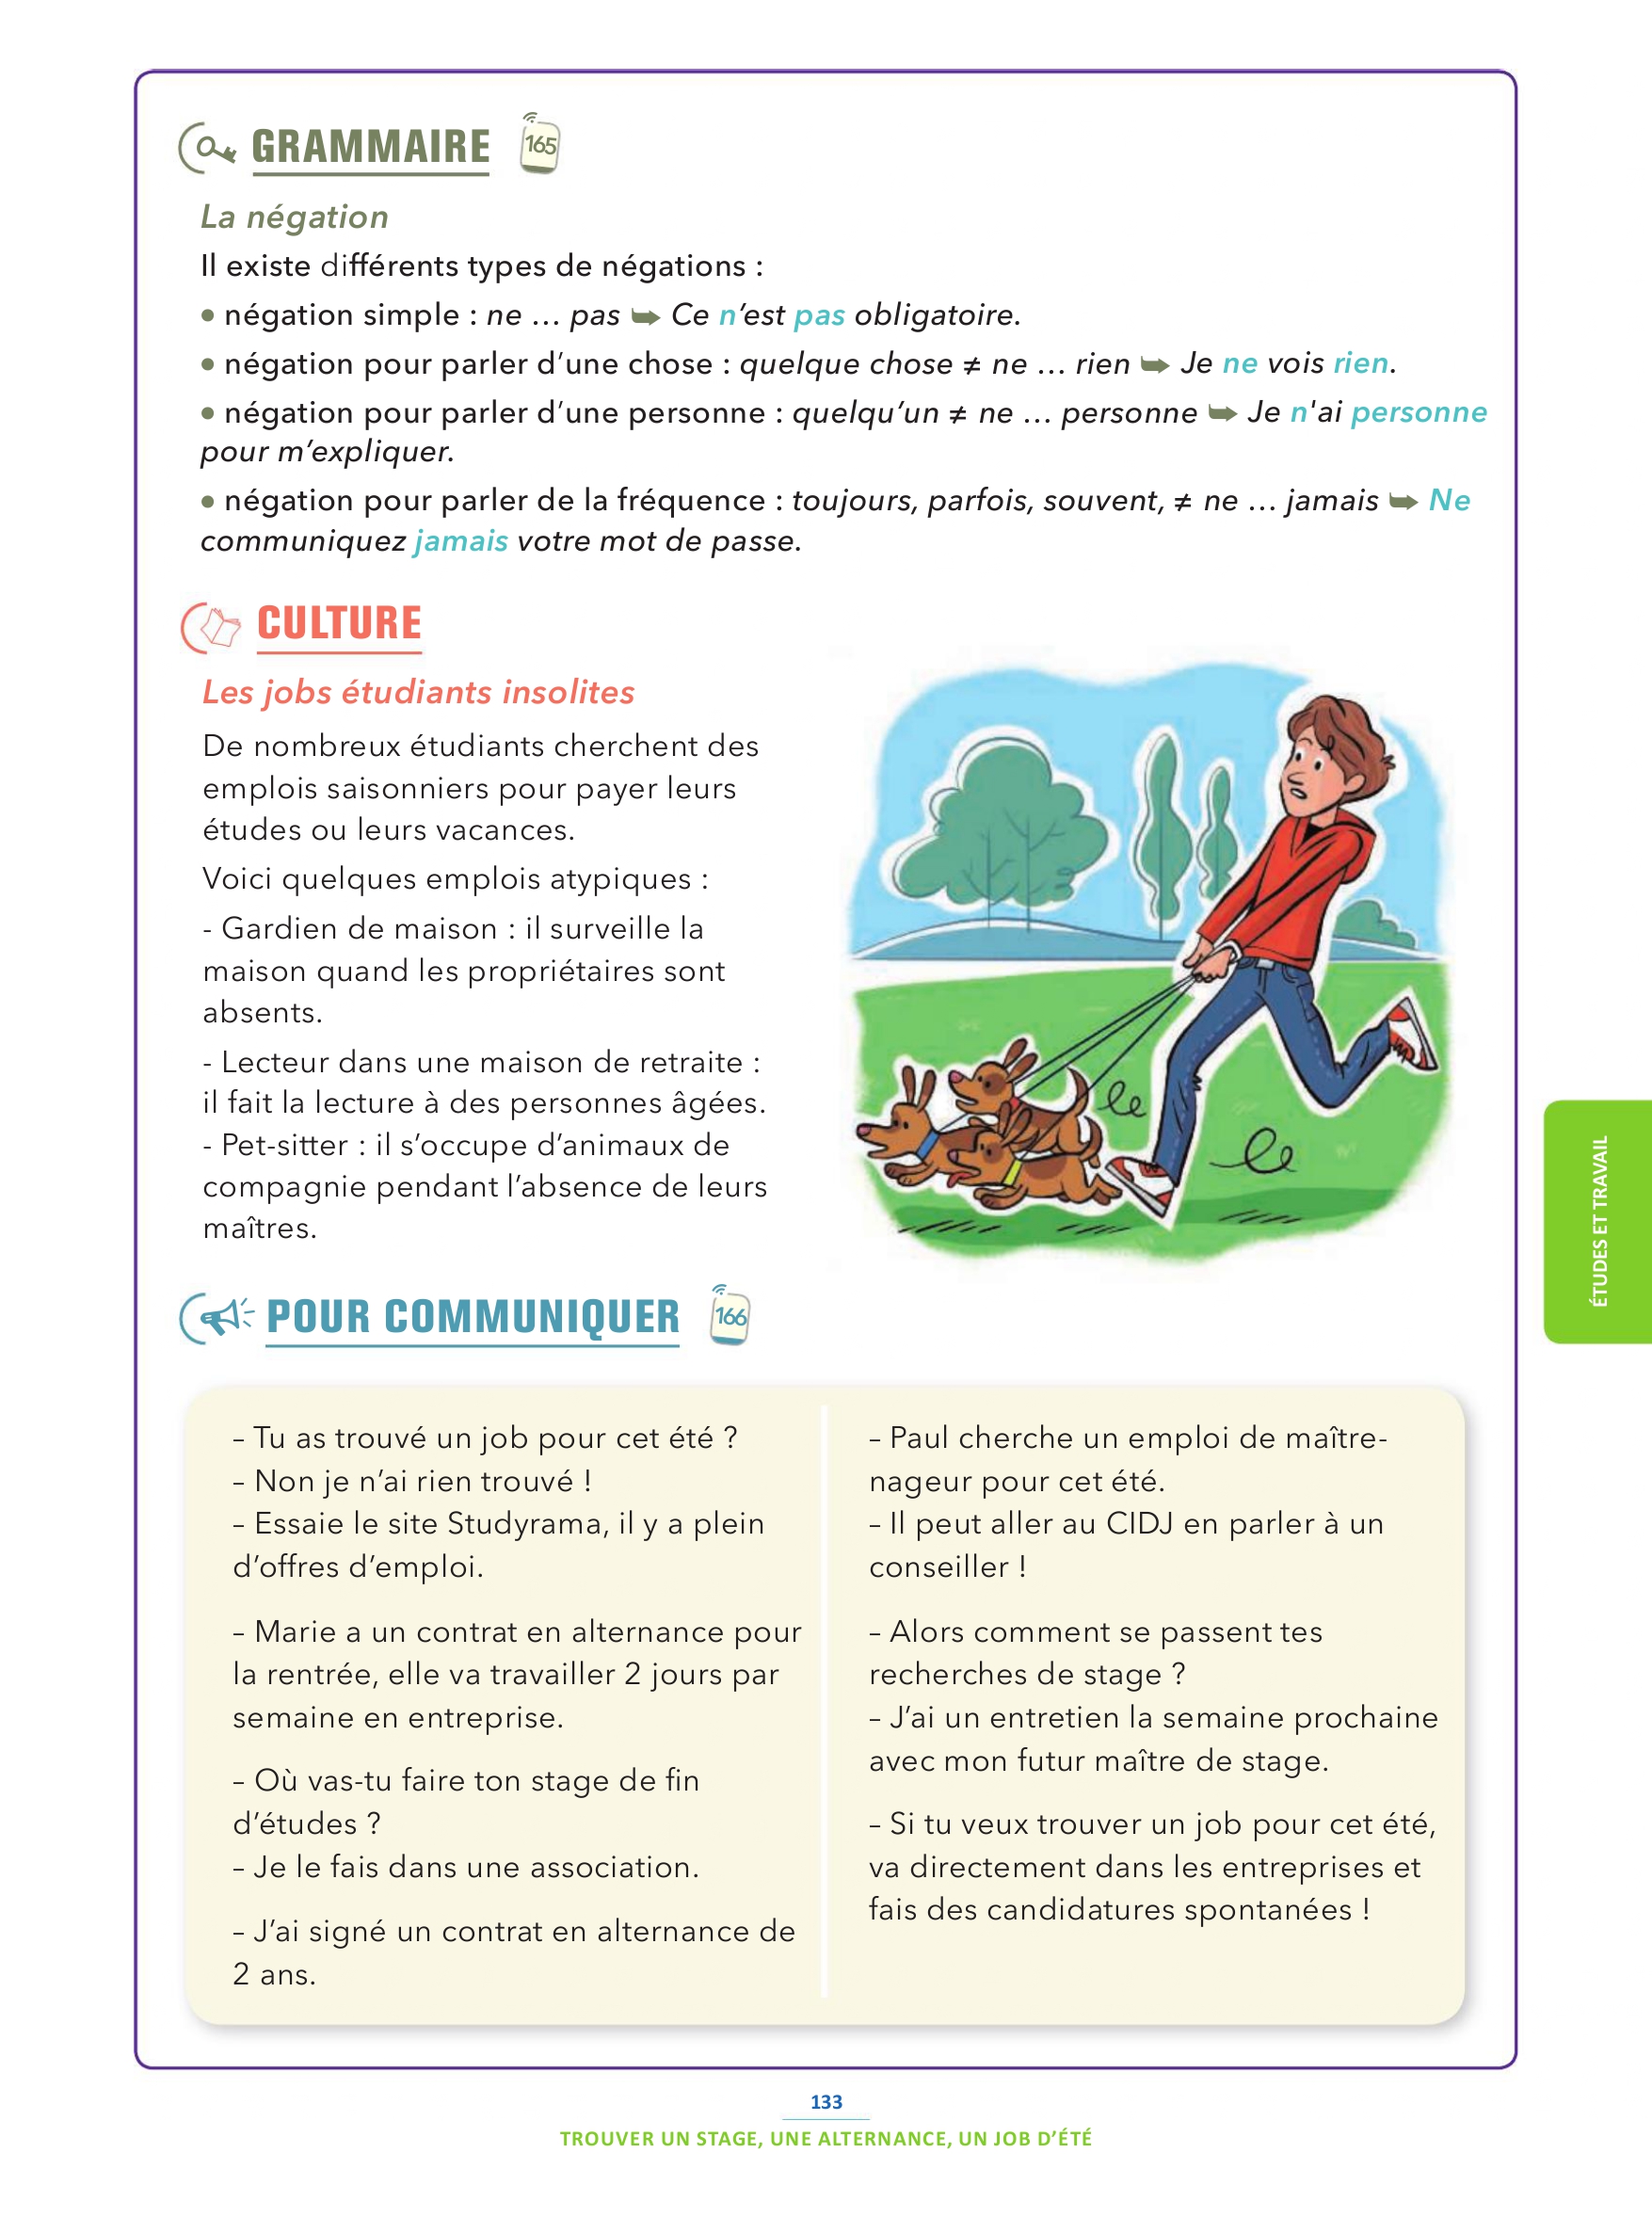 GRAMMAIRE
165
La négation
Il existe différents types de négations :
• négation simple : ne … pas ➥ Ce n’est pas obligatoire.
• négation pour parler d’une chose : quelque chose ≠ ne … rien ➥ Je ne vois rien.
• négation pour parler d’une personne : quelqu’un ≠ ne … personne ➥ Je n'ai personne
pour m’expliquer.
• négation pour parler de la fréquence : toujours, parfois, souvent, ≠ ne … jamais ➥ Ne
communiquez jamais votre mot de passe.
CULTURE
Les jobs étudiants insolites
De nombreux étudiants cherchent des
emplois saisonniers pour payer leurs
études ou leurs vacances.
Voici quelques emplois atypiques :
- Gardien de maison : il surveille la
maison quand les propriétaires sont
absents.
- Lecteur dans une maison de retraite :
il fait la lecture à des personnes âgées.
- Pet-sitter : il s’occupe d’animaux de
compagnie pendant l’absence de leurs
maîtres.
POUR COMMUNIQUER
166
– Tu as trouvé un job pour cet été ?
– Non je n’ai rien trouvé !
– Essaie le site Studyrama, il y a plein
d’offres d’emploi.
– Marie a un contrat en alternance pour
la rentrée, elle va travailler 2 jours par
semaine en entreprise.
– Où vas-tu faire ton stage de fin
d’études ?
– Je le fais dans une association.
– J’ai signé un contrat en alternance de
2 ans.
– Paul cherche un emploi de maître-
nageur pour cet été.
– Il peut aller au CIDJ en parler à un
conseiller !
– Alors comment se passent tes
recherches de stage ?
– J’ai un entretien la semaine prochaine
avec mon futur maître de stage.
– Si tu veux trouver un job pour cet été,
va directement dans les entreprises et
fais des candidatures spontanées !
ÉTUDES ET TRAVAIL
133
TROUVER UN STAGE, UNE ALTERNANCE, UN JOB D’ÉTÉ